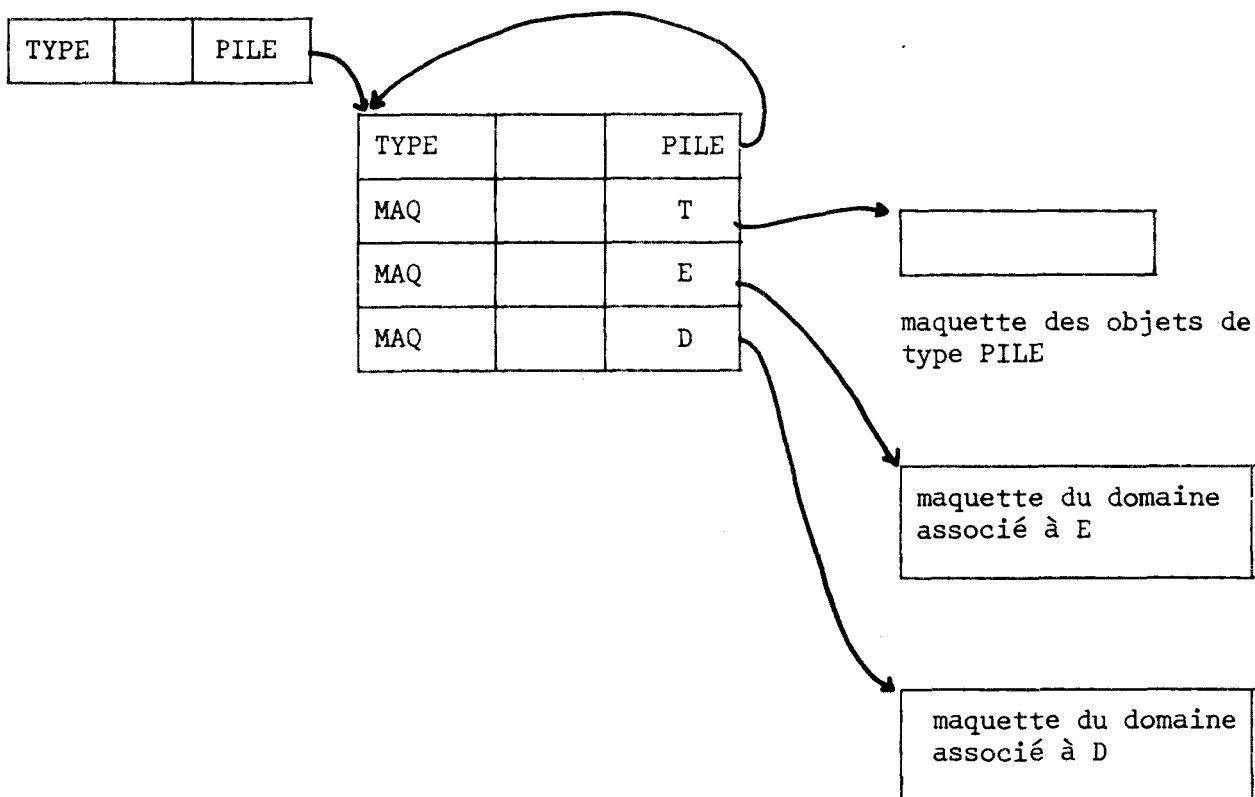 TYPE PILE
TYPE PILE
MAQ T
MAQ E
MAQ D
maquette des objets de
type PILE
maquette du domaine
associé à E
maquette du domaine
associé à D